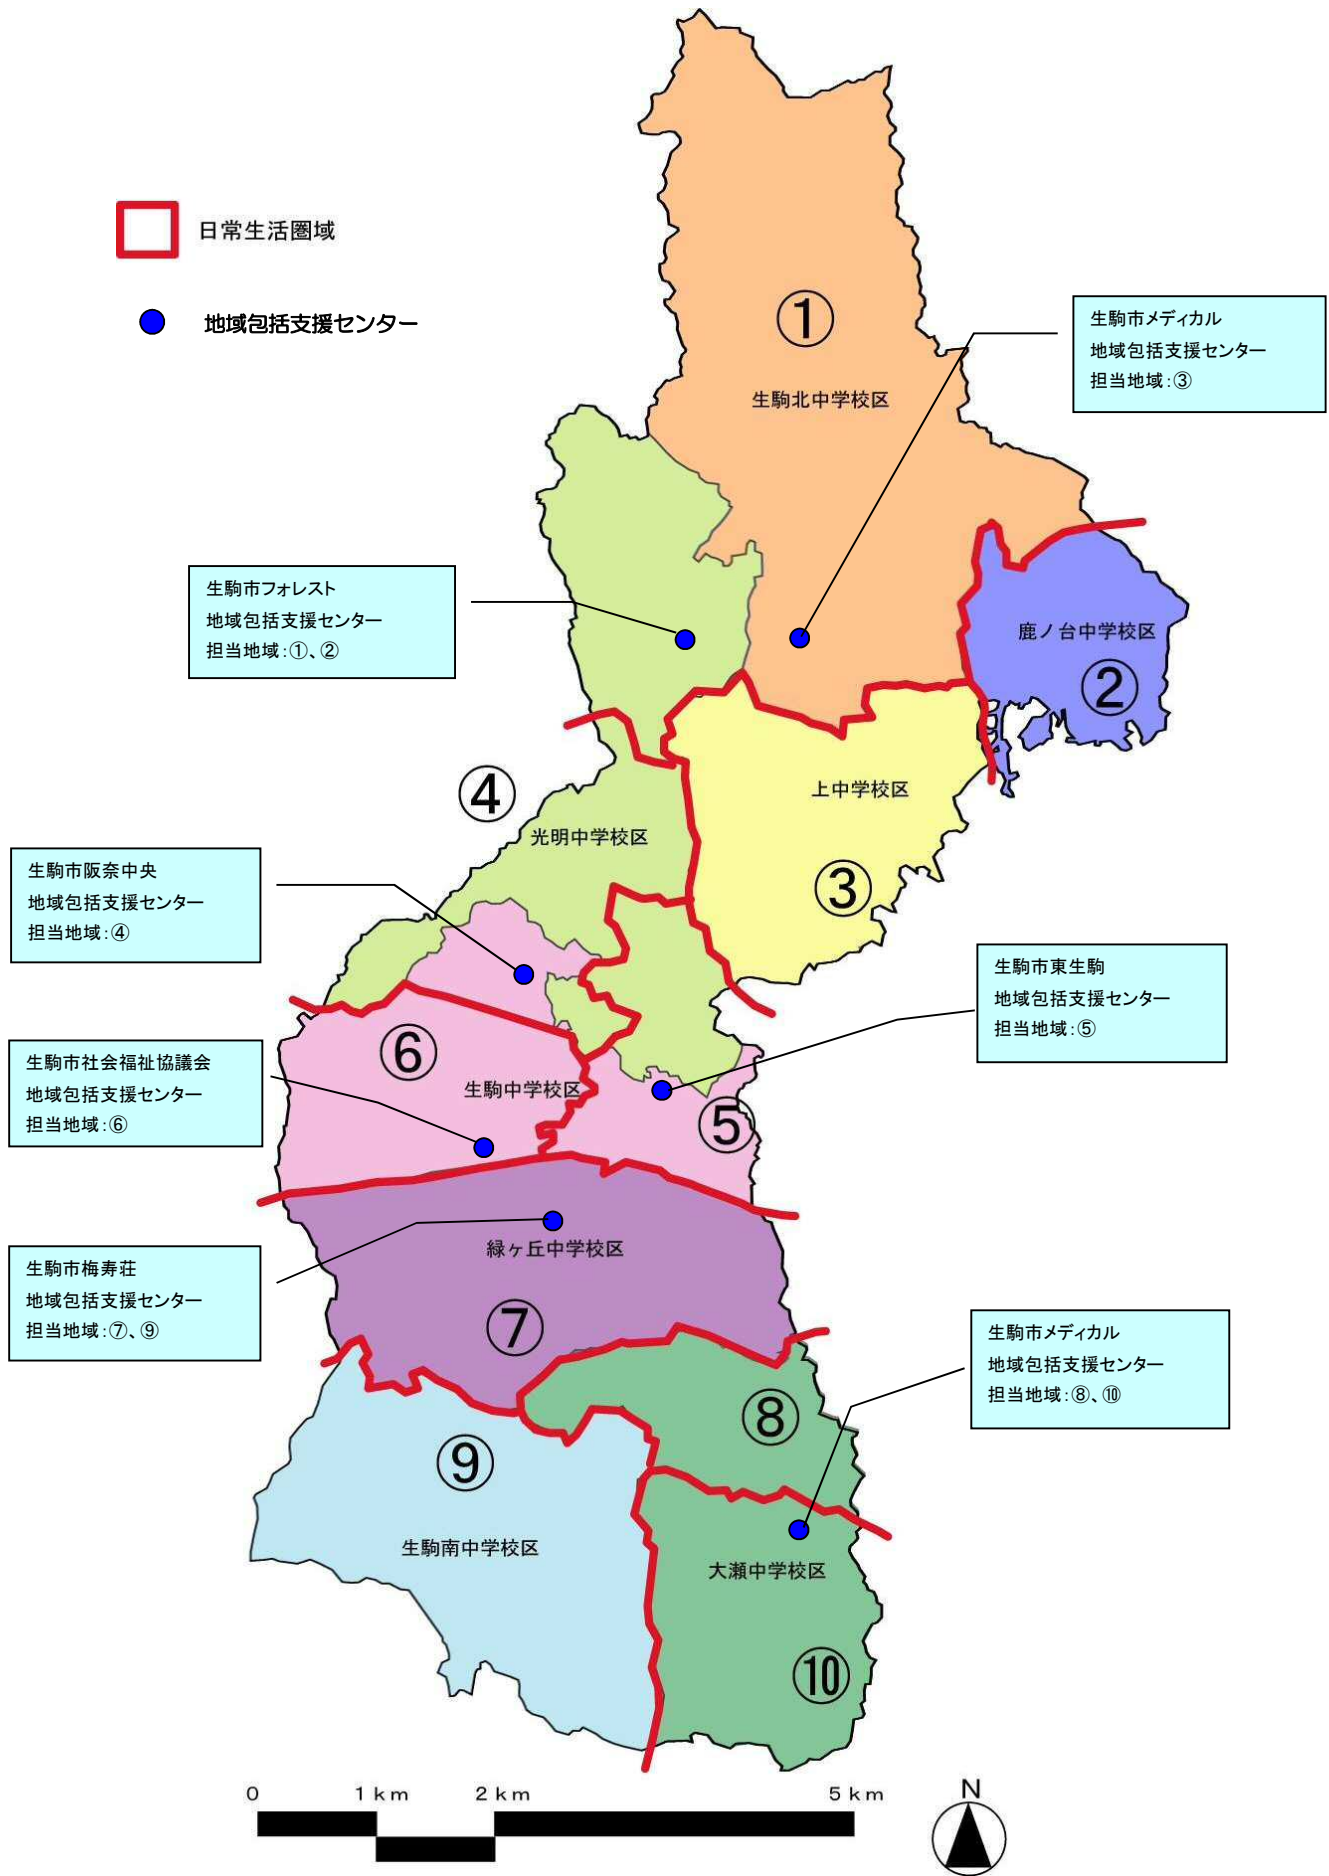 日常生活圏域
地域包括支援センター
①
生駒北中学校区
生駒市メディカル
地域包括支援センター
担当地域：③
生駒市フォレスト
地域包括支援センター
担当地域：①、②
鹿ノ台中学校区
②
④
上中学校区
光明中学校区
③
生駒市阪奈中央
地域包括支援センター
担当地域：④
生駒市東生駒
地域包括支援センター
担当地域：⑤
⑥
生駒中学校区
生駒市社会福祉協議会
地域包括支援センター
担当地域：⑥
⑤
緑ヶ丘中学校区
生駒市梅寿荘
地域包括支援センター
担当地域：⑦、⑨
⑦
生駒市メディカル
地域包括支援センター
担当地域：⑧、⑩
⑧
⑨
生駒南中学校区
大瀬中学校区
⑩
0 1km 2km 5km
N